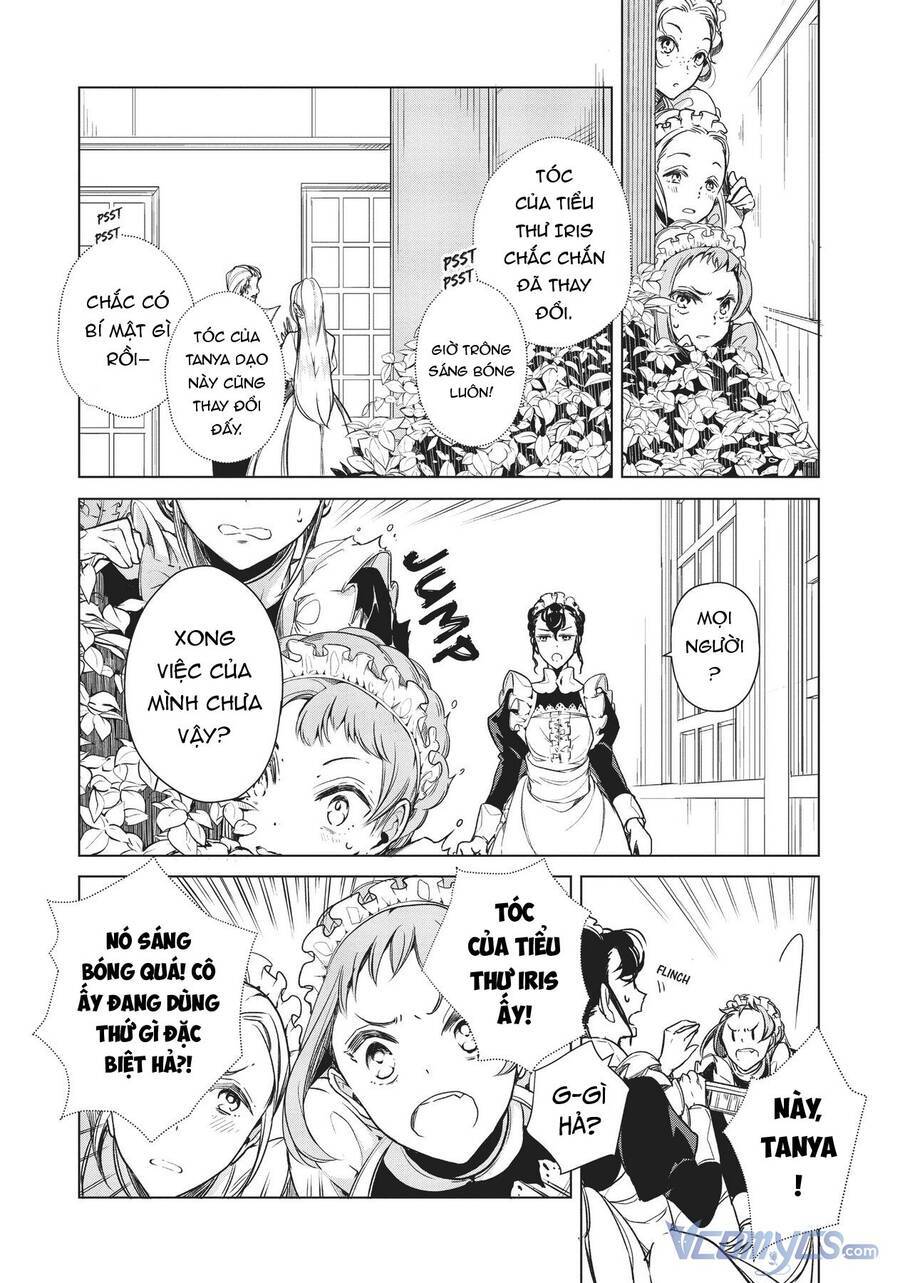 TÓC
CỦA TIỂU
THƯ IRIS
CHẮC CHẮN
ĐÃ THAY
ĐỔI.
PSST
PSST
GIỜ TRÔNG
SÁNG BÓNG
LUÔN!
TÓC CỦA
TANYA DẠO
NÀY CŨNG
THAY ĐỔI
ĐẤY.
PSST
PSST
CHẮC CÓ
BÍ MẬT GÌ
RỒI–
MỌI
NGƯỜI
?
JUMP
XONG
VIỆC CỦA
MÌNH CHƯA
VẬY?
NÀY,
TANYA
!
FLINCH
G-GÌ
HẢ?
TÓC
CỦA TIỂU
THƯ IRIS
ẤY!
NÓ SÁNG
BÓNG QUÁ! CÔ
ẤY ĐANG DÙNG
THỨ GÌ ĐẶC
BIỆT HẢ?!
VCOMYCS.com